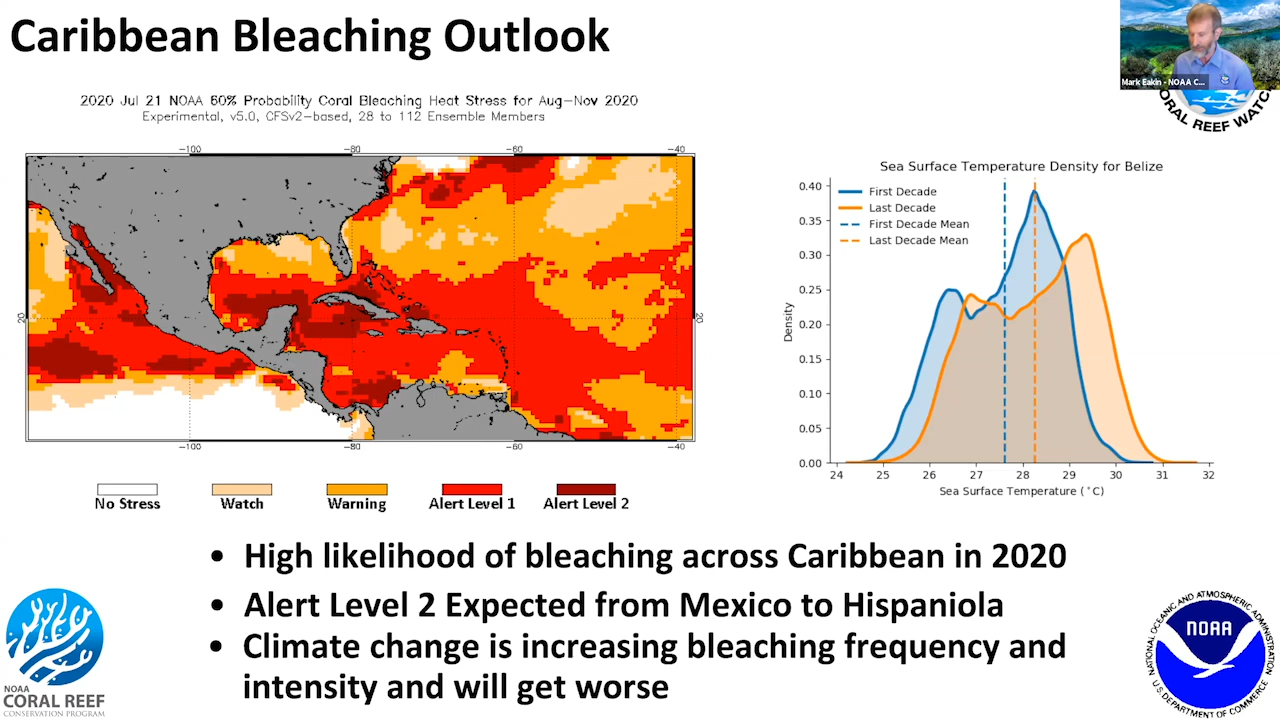 Caribbean Bleaching Outlook
Mark Eakin - NOAA C...
CORAL REEF WATCH
2020 Jul 21 NOAA 60% Probability Coral Bleaching Heat Stress for Aug-Nov 2020
Experimental, v5.0, CFSv2-based, 28 to 112 Ensemble Members
-100 -80 -60 -40
20 20
-100 -80 -60 -40
No Stress Watch Warning Alert Level 1 Alert Level 2
Sea Surface Temperature Density for Belize
First Decade
Last Decade
First Decade Mean
Last Decade Mean
0.40
0.35
0.30
0.25
0.20
0.15
0.10
0.05
0.00
Density
24 25 26 27 28 29 30 31 32
Sea Surface Temperature (°C)
• High likelihood of bleaching across Caribbean in 2020
• Alert Level 2 Expected from Mexico to Hispaniola
• Climate change is increasing bleaching frequency and
intensity and will get worse
NOAA
CORAL REEF
CONSERVATION PROGRAM
NATIONAL OCEANIC AND ATMOSPHERIC ADMINISTRATION
NOAA
U.S. DEPARTMENT OF COMMERCE